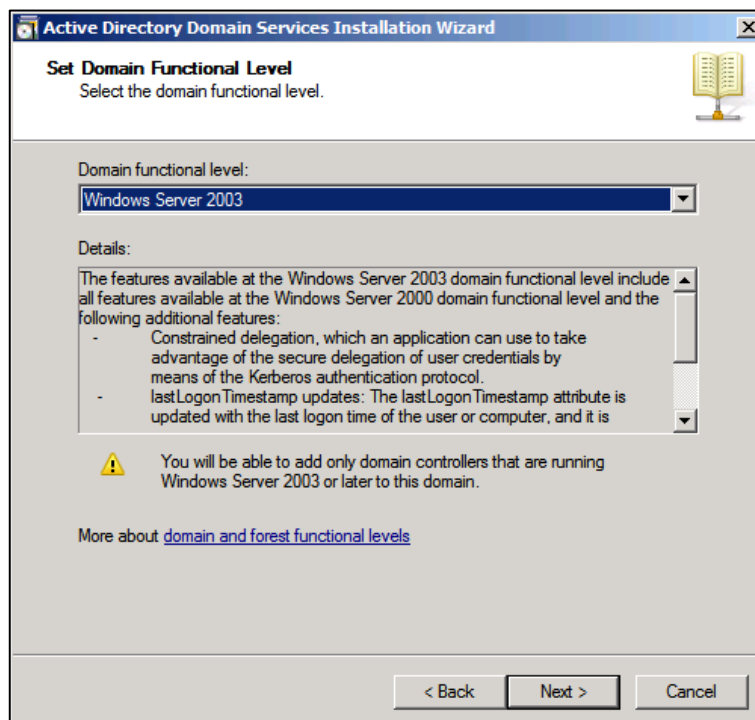 Active Directory Domain Services Installation Wizard
Set Domain Functional Level
Select the domain functional level.
Domain functional level:
Windows Server 2003
Details:
The features available at the Windows Server 2003 domain functional level include
all features available at the Windows Server 2000 domain functional level and the
following additional features:
- Constrained delegation, which an application can use to take
advantage of the secure delegation of user credentials by
means of the Kerberos authentication protocol.
- lastLogonTimestamp updates: The lastLogonTimestamp attribute is
updated with the last logon time of the user or computer, and it is
You will be able to add only domain controllers that are running
Windows Server 2003 or later to this domain.
More about domain and forest functional levels
< Back Next > Cancel